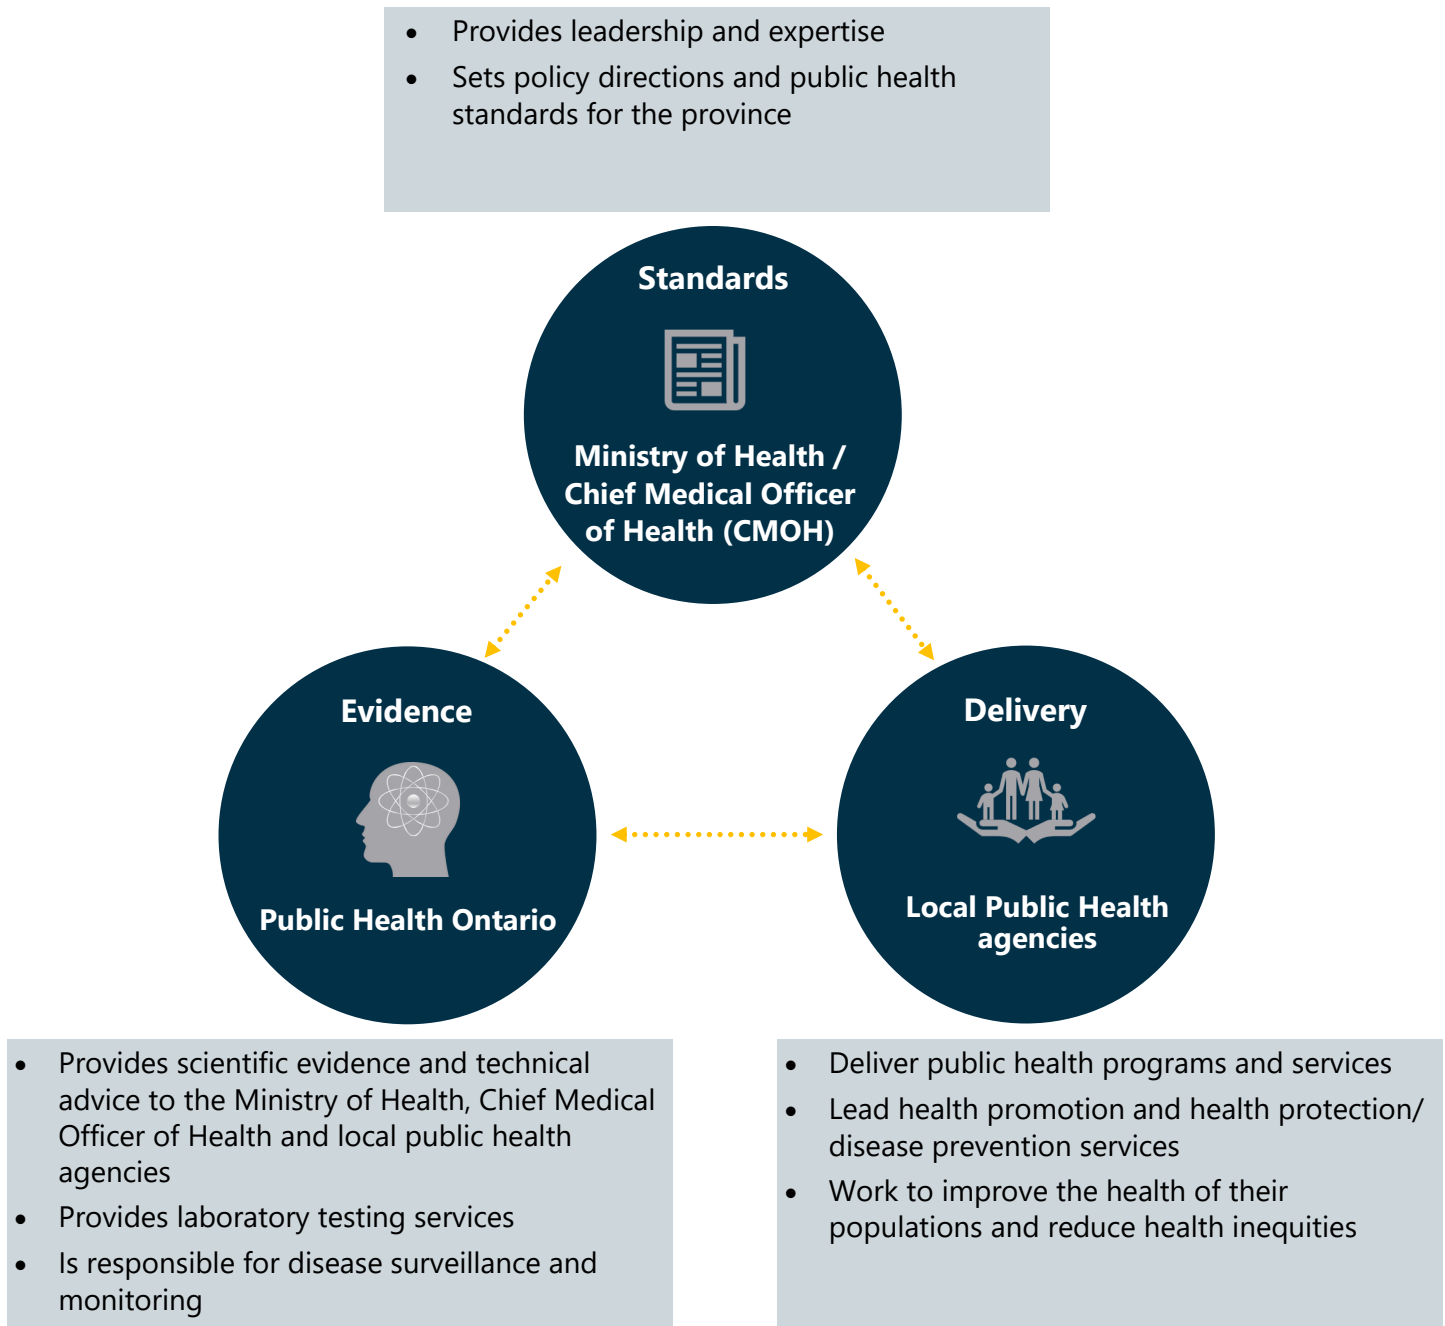 • Provides leadership and expertise
• Sets policy directions and public health
standards for the province
Standards
Ministry of Health /
Chief Medical Officer
of Health (CMOH)
Evidence
Public Health Ontario
Delivery
Local Public Health
agencies
• Provides scientific evidence and technical
advice to the Ministry of Health, Chief Medical
Officer of Health and local public health
agencies
• Provides laboratory testing services
• Is responsible for disease surveillance and
monitoring
• Deliver public health programs and services
• Lead health promotion and health protection/
disease prevention services
• Work to improve the health of their
populations and reduce health inequities